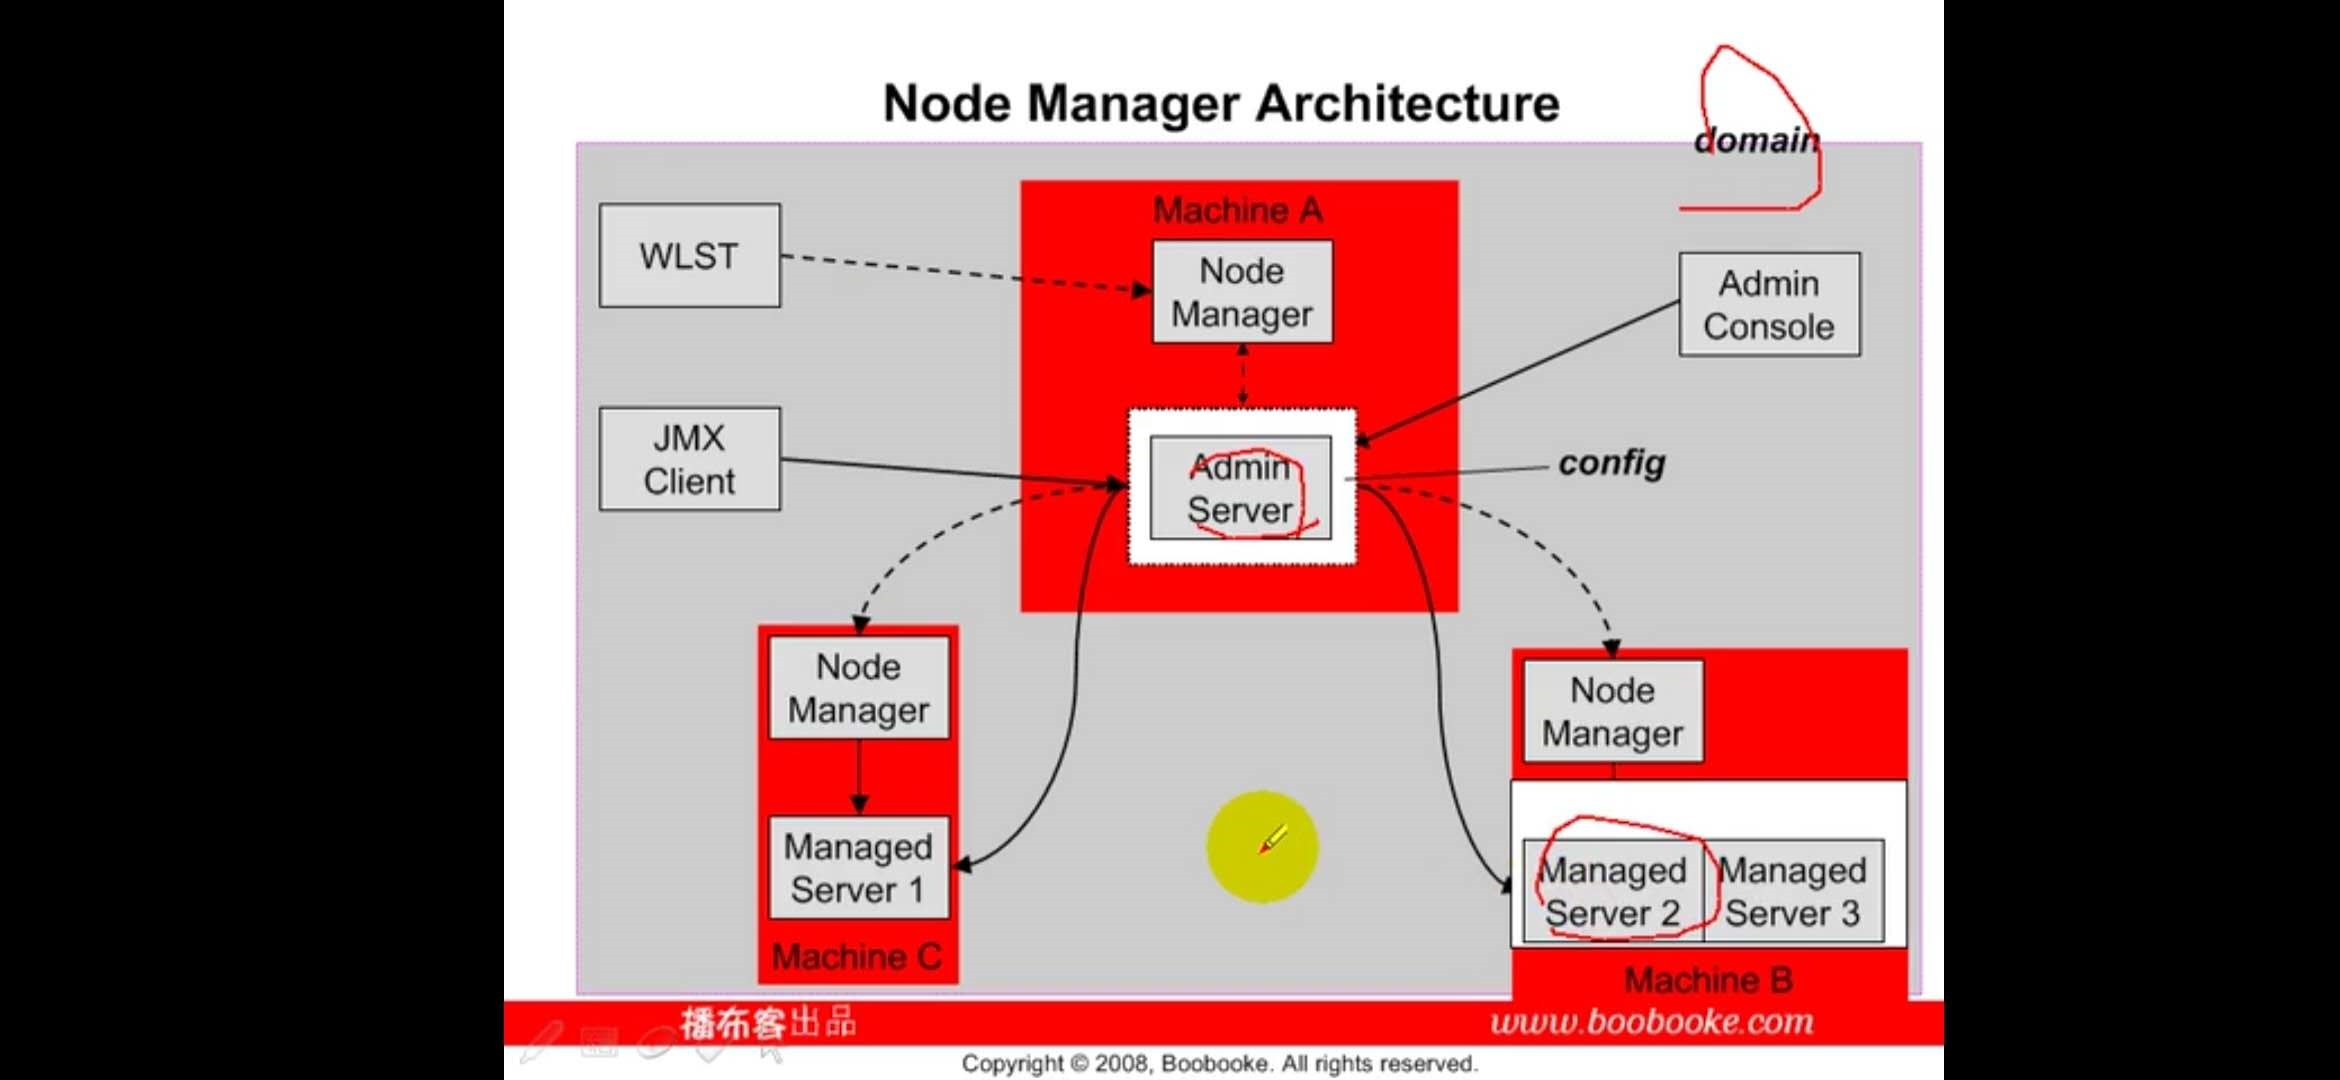 Node Manager Architecture
domain
Machine A
WLST
Node
Manager
Admin
Console
JMX
Client
Admin
Server
config
Node
Manager
Node
Manager
Managed
Server 1
Managed
Server 2
Managed
Server 3
Machine C
Machine B
播布客出品
www.boobooke.com
Copyright © 2008, Boobooke. All rights reserved.